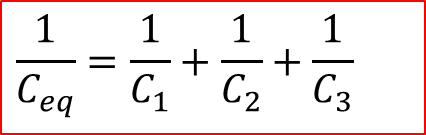 1/C_eq = 1/C_1 + 1/C_2 + 1/C_3